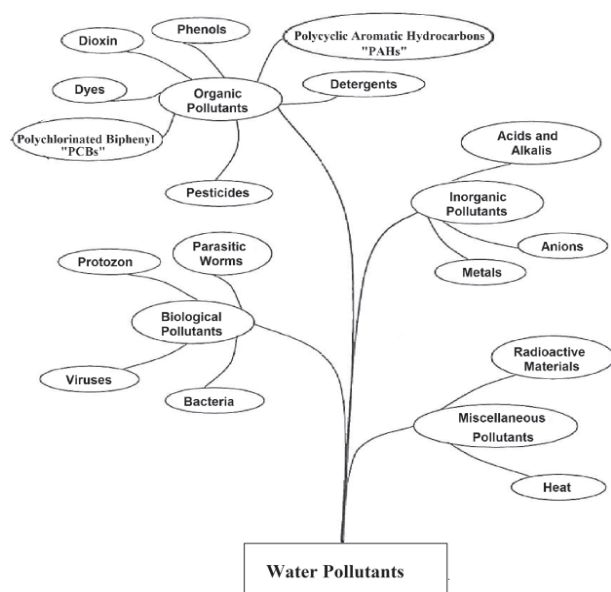 Phenols
Polycyclic Aromatic Hydrocarbons
"PAHs"
Dioxin
Dyes
Organic
Pollutants
Detergents
Polychlorinated Biphenyl
"PCBs"
Pesticides
Acids and
Alkalis
Inorganic
Pollutants
Anions
Metals
Parasitic
Worms
Protozon
Biological
Pollutants
Viruses
Bacteria
Radioactive
Materials
Miscellaneous
Pollutants
Heat
Water Pollutants